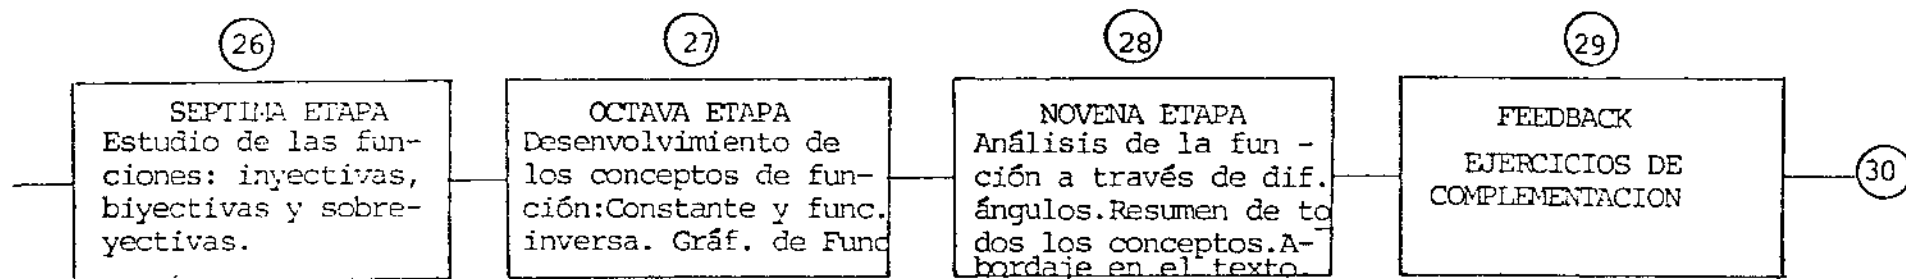 26
27
28
29
SEPTIMA ETAPA
Estudio de las fun-
ciones: inyectivas,
biyectivas y sobre-
yectivas.
OCTAVA ETAPA
Desenvolvimiento de
los conceptos de fun-
ción:Constante y func.
inversa. Gráf. de Func
NOVENA ETAPA
Análisis de la fun -
ción a través de dif.
ángulos.Resumen de to
dos los conceptos.A-
bordaje en el texto.
FEEDBACK
EJERCICIOS DE
COMPLEMENTACION
30